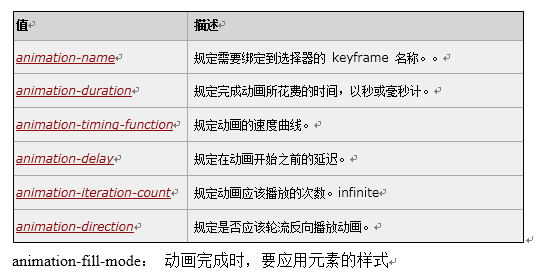 值 描述
animation-name 规定需要绑定到选择器的 keyframe 名称。。
animation-duration 规定完成动画所花费的时间，以秒或毫秒计。
animation-timing-function 规定动画的速度曲线。
animation-delay 规定在动画开始之前的延迟。
animation-iteration-count 规定动画应该播放的次数。infinite
animation-direction 规定是否应该轮流反向播放动画。
animation-fill-mode： 动画完成时，要应用元素的样式